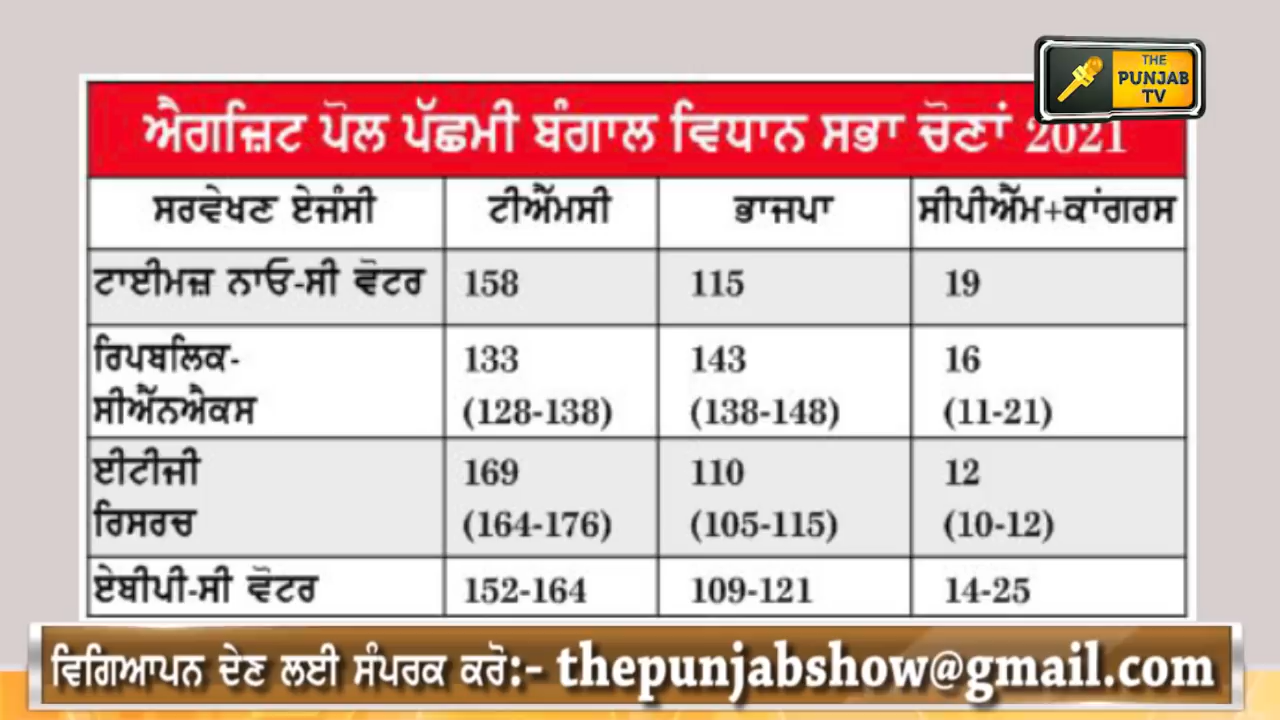 THE
PUNJAB
TV
ਐਗਜ਼ਿਟ ਪੋਲ ਪੱਛਮੀ ਬੰਗਾਲ ਵਿਧਾਨ ਸਭਾ ਚੋਣਾਂ 2021
ਸਰਵੇਖਣ ਏਜੰਸੀ ਟੀਐੱਮਸੀ ਭਾਜਪਾ ਸੀਪੀਐੱਮ+ਕਾਂਗਰਸ
ਟਾਈਮਜ਼ ਨਾਓ-ਸੀ ਵੋਟਰ 158 115 19
ਰਿਪਬਲਿਕ- 133 143 16
ਸੀਐੱਨਐਕਸ (128-138) (138-148) (11-21)
ਈਟੀਜੀ 169 110 12
ਰਿਸਰਚ (164-176) (105-115) (10-12)
ਏਬੀਪੀ-ਸੀ ਵੋਟਰ 152-164 109-121 14-25
ਵਿਗਿਆਪਨ ਦੇਣ ਲਈ ਸੰਪਰਕ ਕਰੋ:- thepunjabshow@gmail.com